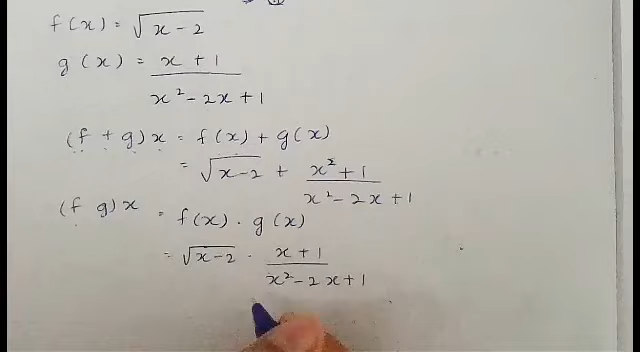 f(x) = √x-2
g(x) = x + 1 / x² - 2x + 1
(f + g)x = f(x) + g(x)
= √x-2 + x² + 1 / x² - 2x + 1
(f g)x = f(x) . g(x)
= √x-2 . x + 1 / x² - 2x + 1